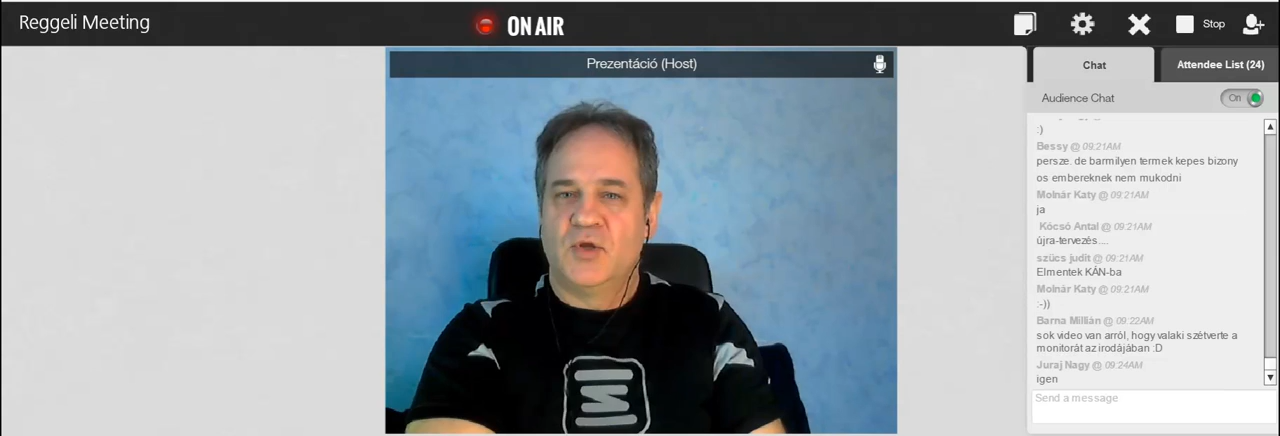 Reggeli Meeting
ON AIR
Stop
Prezentáció (Host)
Chat
Attendee List (24)
Audience Chat
On
:)
Bessy @ 09:21AM
persze. de barmilyen termek kepes bizony
os embereknek nem mukodni
Molnár Katy @ 09:21AM
ja
Kócsó Antal @ 09:21AM
újra-tervezés....
szűcs judit @ 09:21AM
Elmentek KÁN-ba
Molnár Katy @ 09:21AM
:-))
Barna Millián @ 09:22AM
sok video van arról, hogy valaki szétverte a
monitorát az irodájában :D
Juraj Nagy @ 09:24AM
igen
Send a message